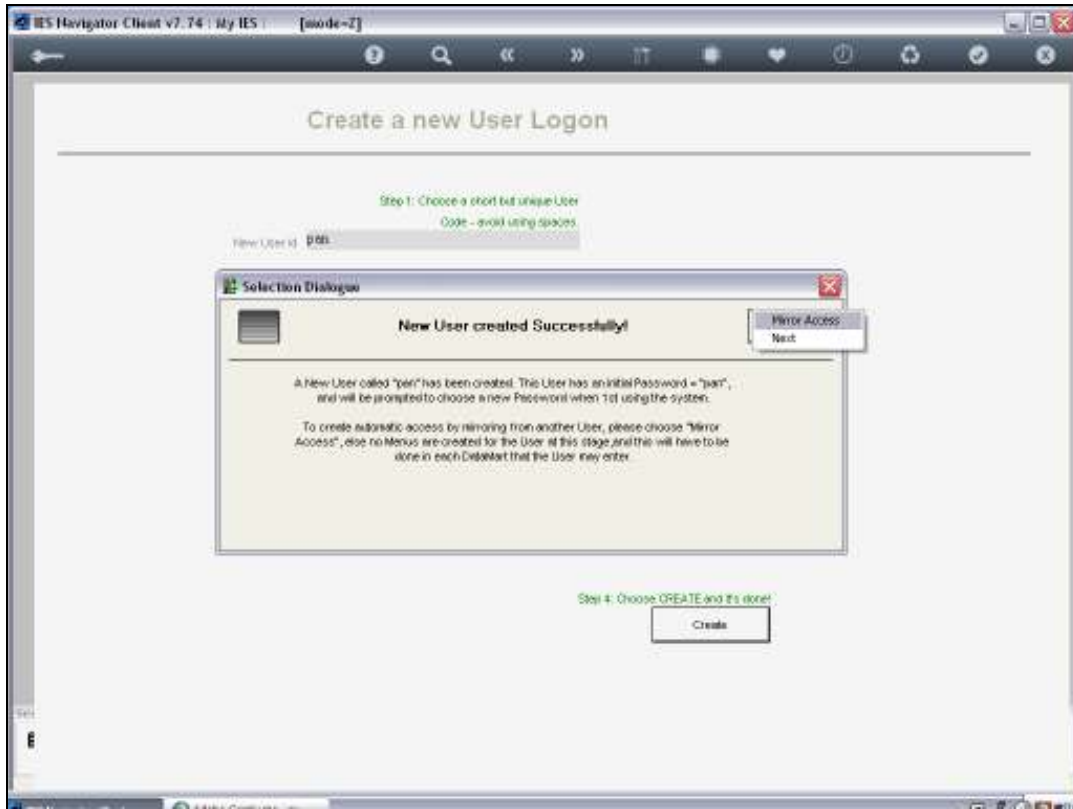 IES Navigator Client v7.74 : My IES : [mode=Z]
Create a new User Logon
Step 1: Choose a short but unique User
Code - avoid using spaces
New User id pan
Selection Dialogue
New User created Successfully!
Mirror Access
Next
A New User called "pan" has been created. This User has an initial Password = "pan",
and will be prompted to choose a new Password when 1st using the system.
To create automatic access by mirroring from another User, please choose "Mirror
Access", else no Menus are created for the User at this stage,and this will have to be
done in each DataMart that the User may enter.
Step 4: Choose CREATE and it's done!
Create